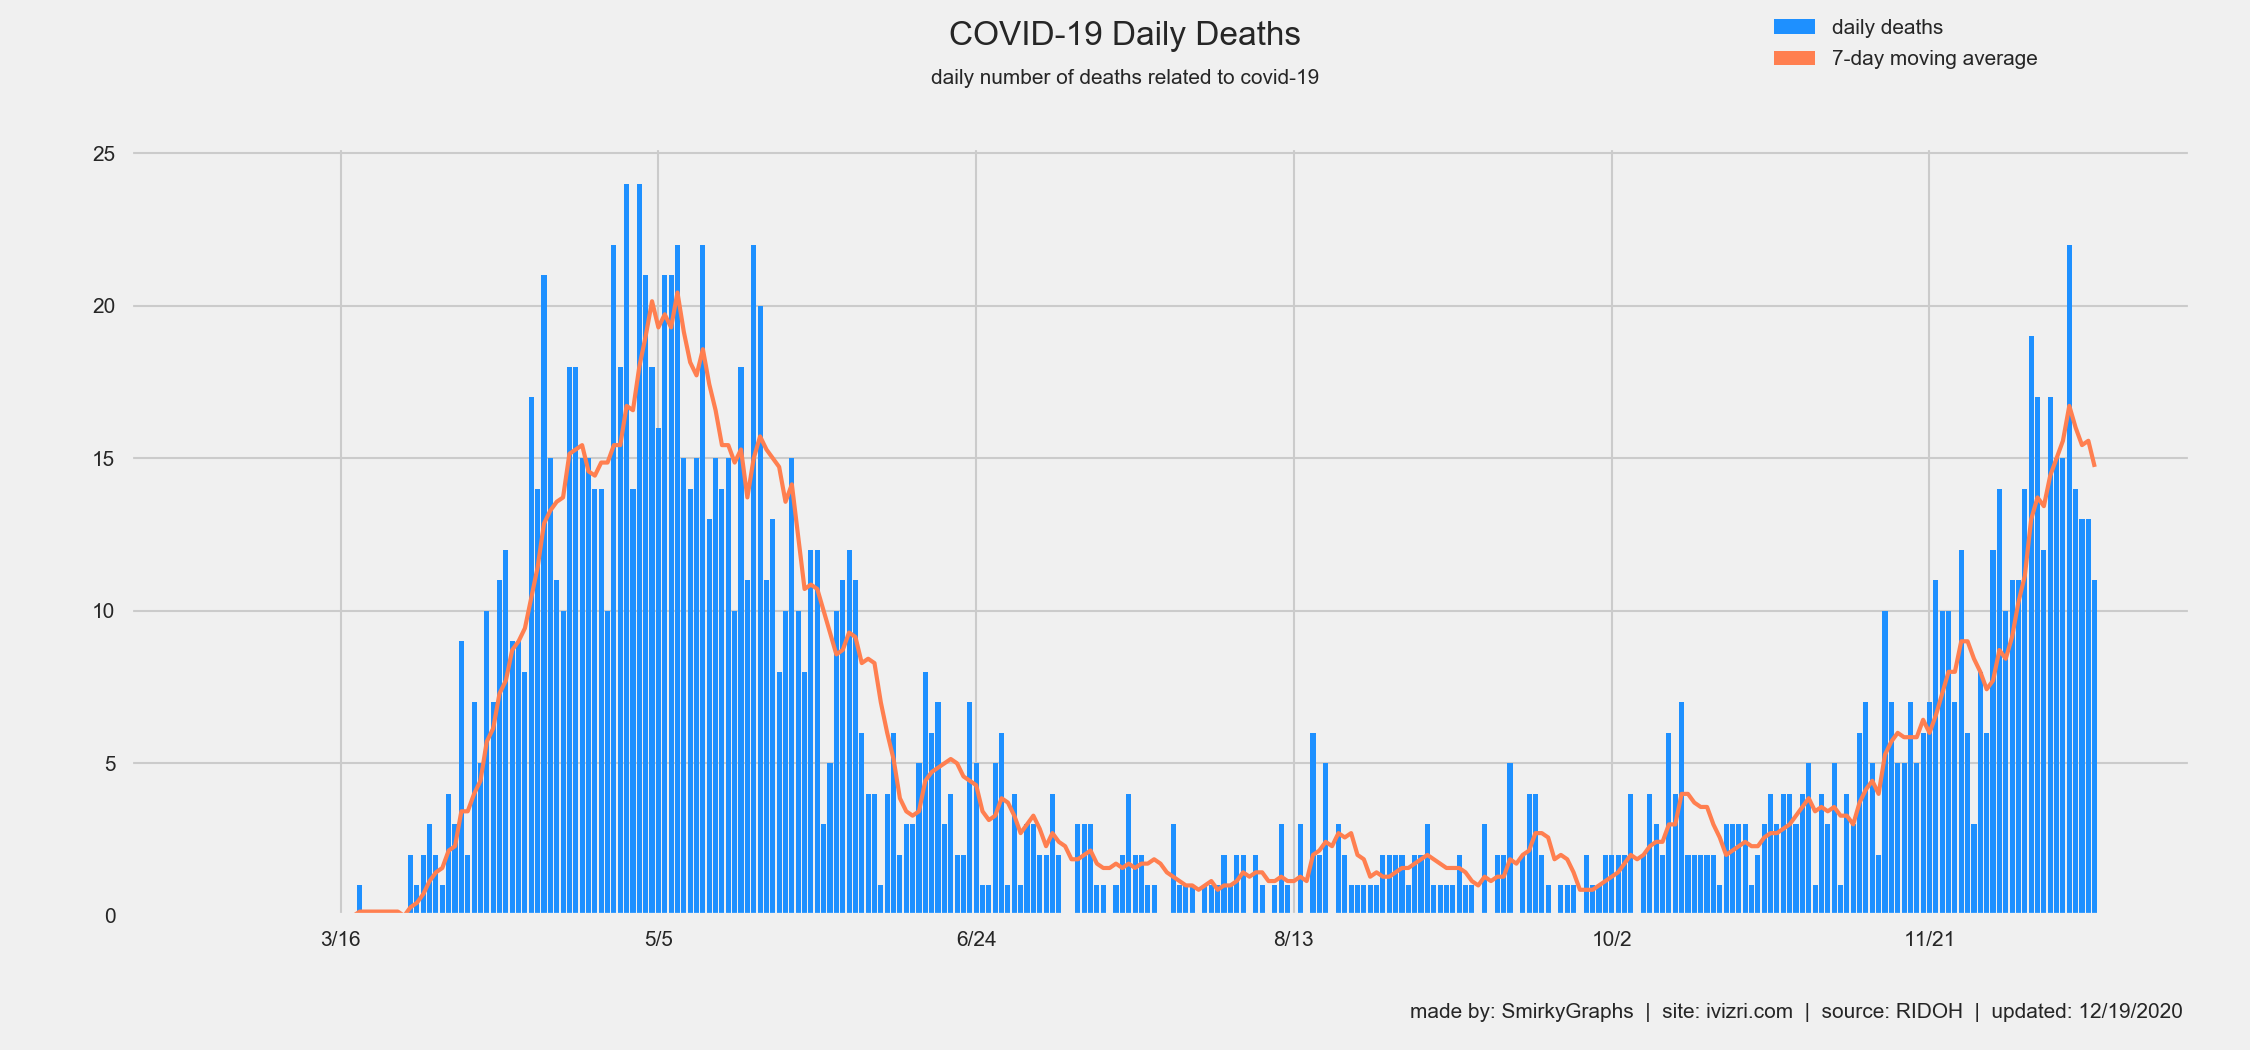 COVID-19 Daily Deaths
daily number of deaths related to covid-19
daily deaths
7-day moving average
25
20
15
10
5
0
3/16 5/5 6/24 8/13 10/2 11/21
made by: SmirkyGraphs | site: ivizri.com | source: RIDOH | updated: 12/19/2020